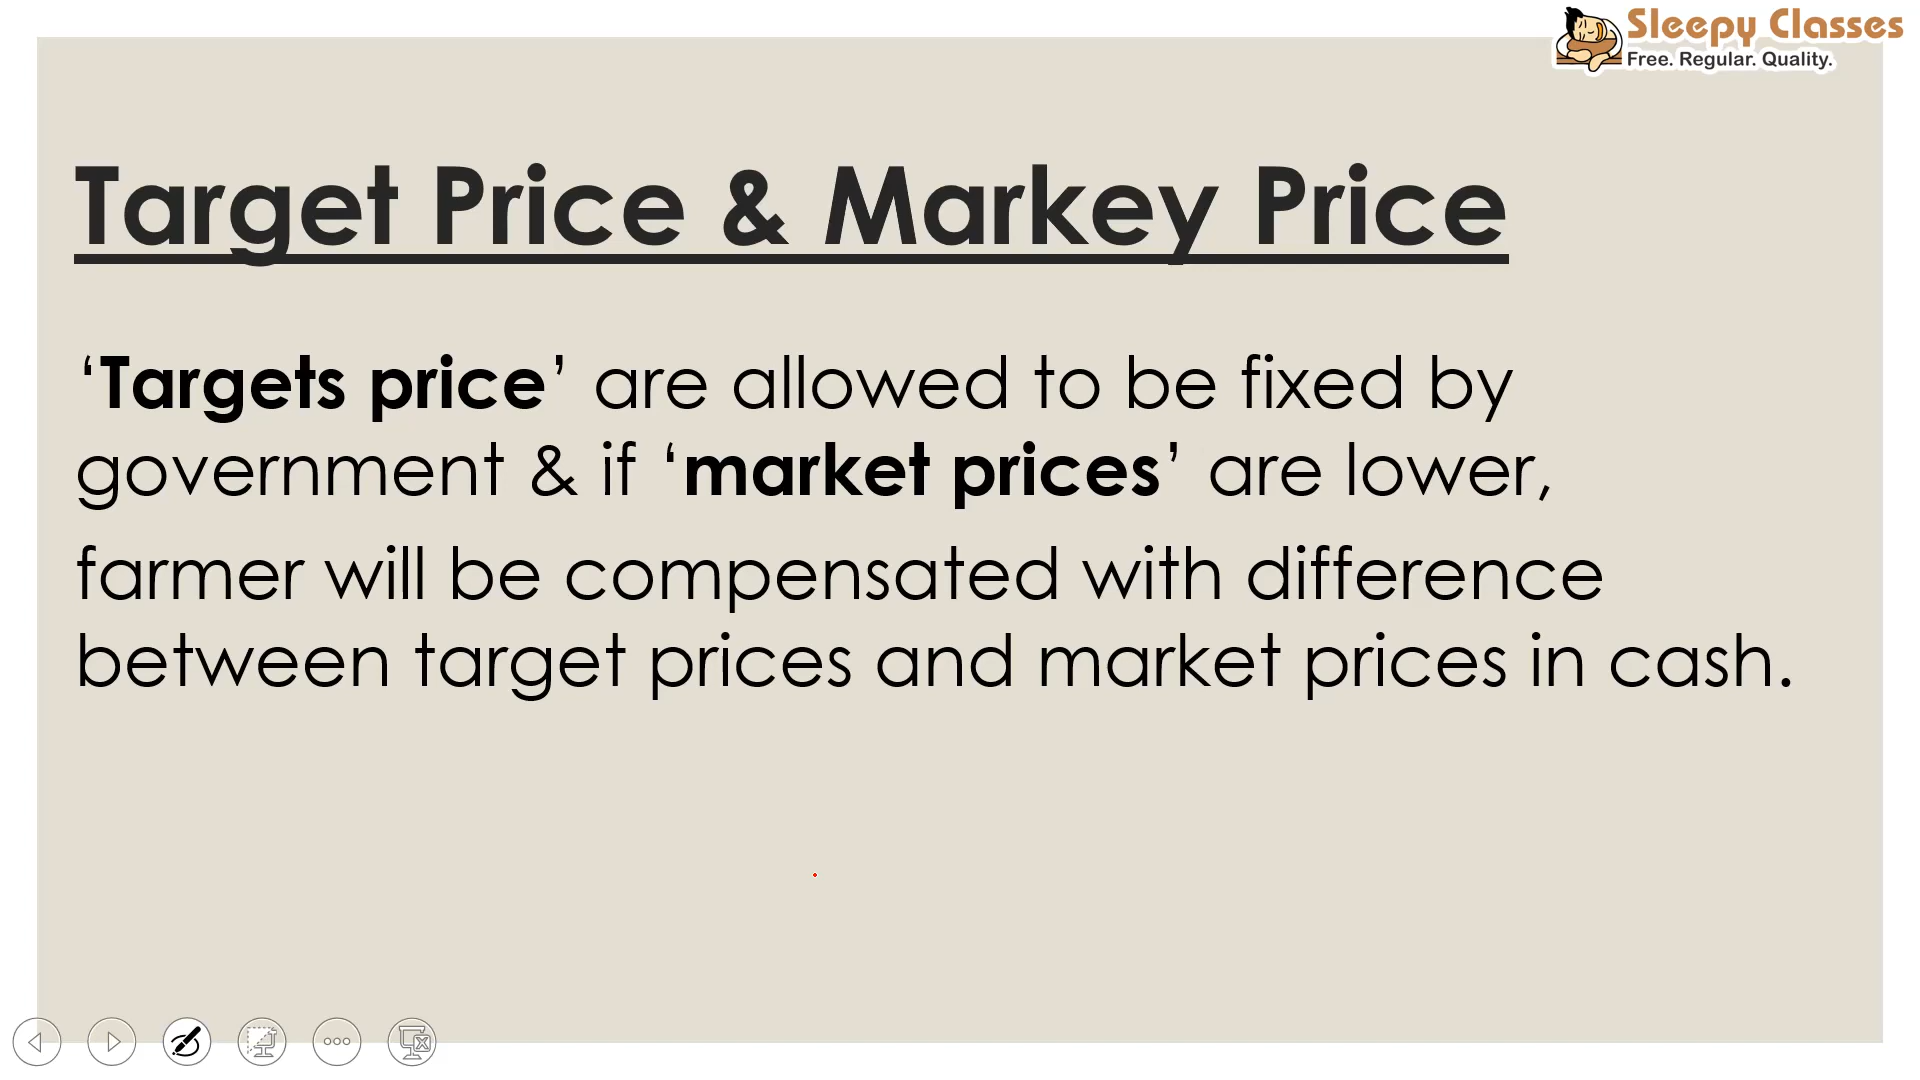 Sleepy Classes
Free. Regular. Quality.
Target Price & Markey Price
‘Targets price’ are allowed to be fixed by
government & if ‘market prices’ are lower,
farmer will be compensated with difference
between target prices and market prices in cash.